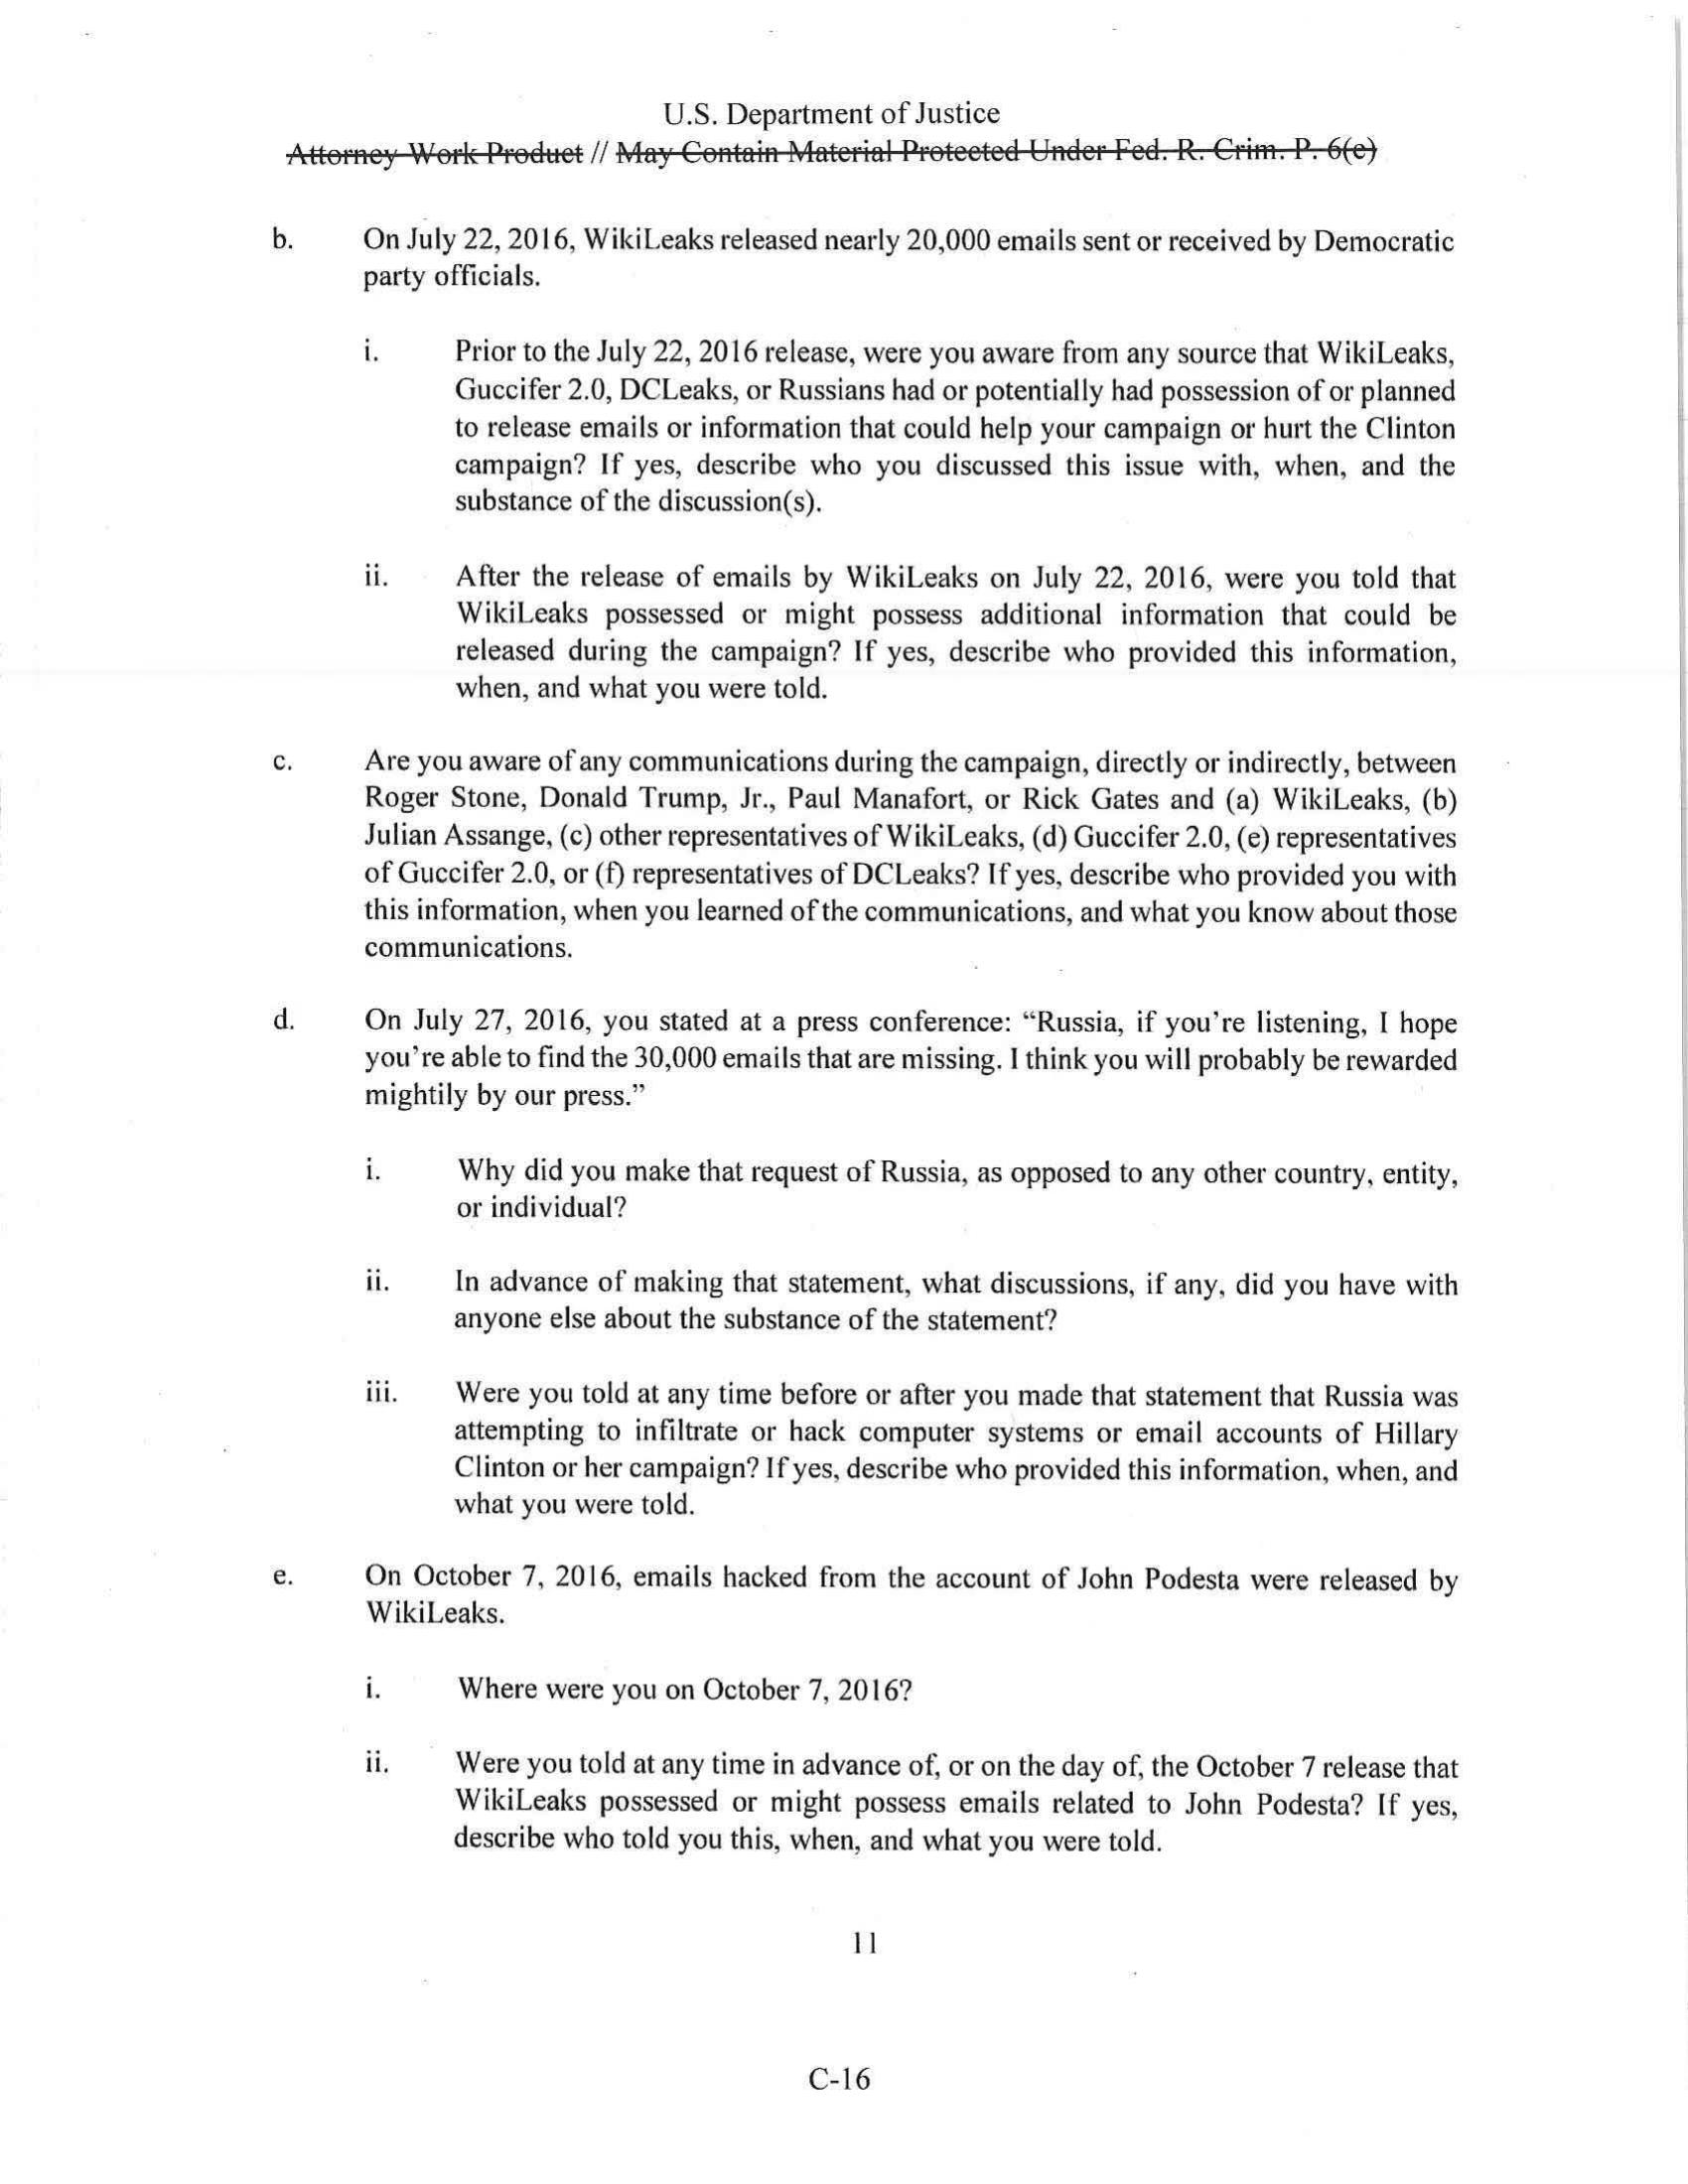 U.S. Department of Justice
Attorney Work Product // May Contain Material Protected Under Fed. R. Crim. P. 6(e)
b. On July 22, 2016, WikiLeaks released nearly 20,000 emails sent or received by Democratic
party officials.
i. Prior to the July 22, 2016 release, were you aware from any source that WikiLeaks,
Guccifer 2.0, DCLeaks, or Russians had or potentially had possession of or planned
to release emails or information that could help your campaign or hurt the Clinton
campaign? If yes, describe who you discussed this issue with, when, and the
substance of the discussion(s).
ii. After the release of emails by WikiLeaks on July 22, 2016, were you told that
WikiLeaks possessed or might possess additional information that could be
released during the campaign? If yes, describe who provided this information,
when, and what you were told.
c. Are you aware of any communications during the campaign, directly or indirectly, between
Roger Stone, Donald Trump, Jr., Paul Manafort, or Rick Gates and (a) WikiLeaks, (b)
Julian Assange, (c) other representatives of WikiLeaks, (d) Guccifer 2.0, (e) representatives
of Guccifer 2.0, or (f) representatives of DCLeaks? If yes, describe who provided you with
this information, when you learned of the communications, and what you know about those
communications.
d. On July 27, 2016, you stated at a press conference: “Russia, if you’re listening, I hope
you’re able to find the 30,000 emails that are missing. I think you will probably be rewarded
mightily by our press.”
i. Why did you make that request of Russia, as opposed to any other country, entity,
or individual?
ii. In advance of making that statement, what discussions, if any, did you have with
anyone else about the substance of the statement?
iii. Were you told at any time before or after you made that statement that Russia was
attempting to infiltrate or hack computer systems or email accounts of Hillary
Clinton or her campaign? If yes, describe who provided this information, when, and
what you were told.
e. On October 7, 2016, emails hacked from the account of John Podesta were released by
WikiLeaks.
i. Where were you on October 7, 2016?
ii. Were you told at any time in advance of, or on the day of, the October 7 release that
WikiLeaks possessed or might possess emails related to John Podesta? If yes,
describe who told you this, when, and what you were told.
11
C-16